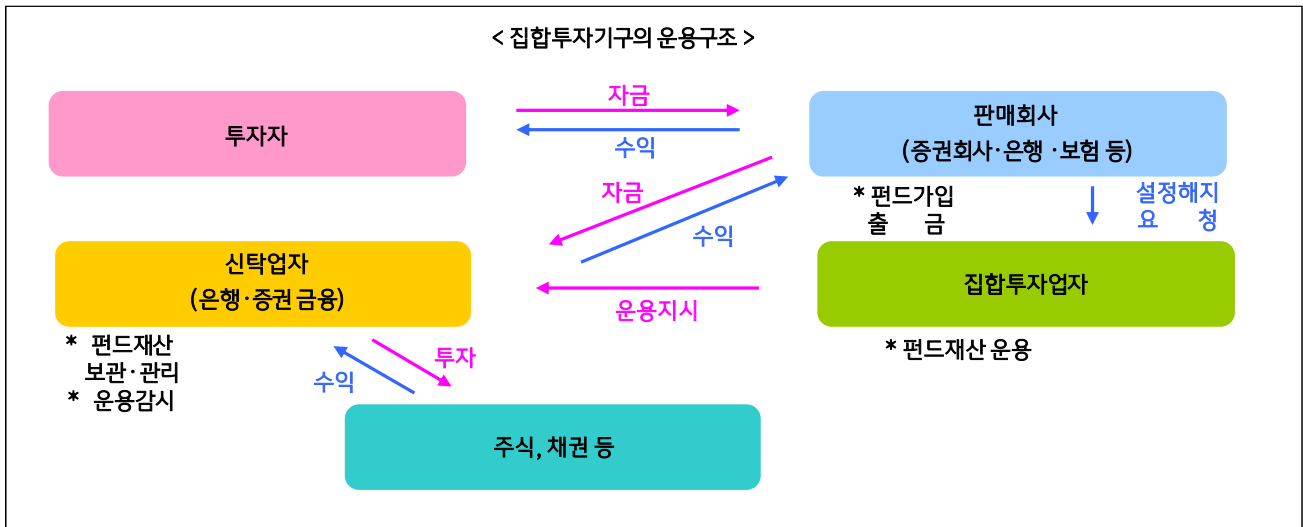 < 집합투자기구의 운용구조 >
투자자
자금
수익
판매회사
(증권회사·은행 ·보험 등)
* 펀드가입
출 금
설정해지
요 청
자금
수익
신탁업자
(은행·증권 금융)
운용지시
집합투자업자
* 펀드재산
보관·관리
* 운용감시
* 펀드재산 운용
투자
수익
주식, 채권 등